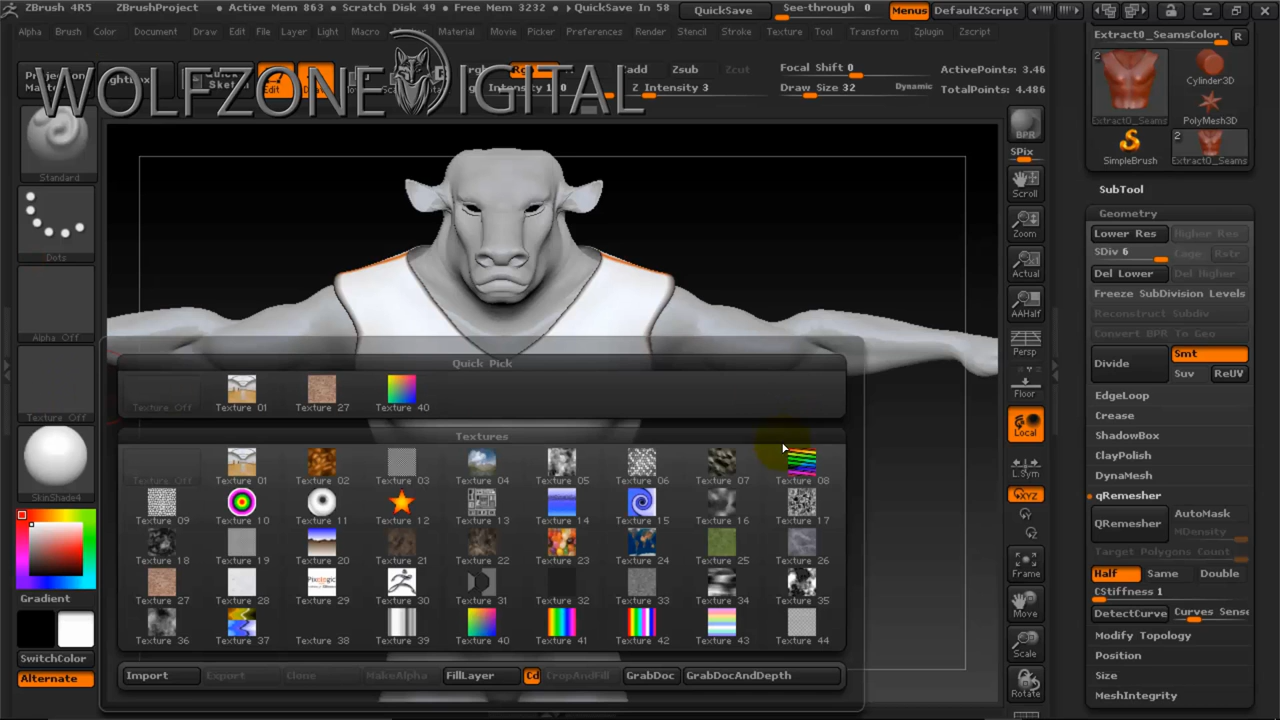 ZBrush 4R5 ZBrushProject • Active Mem 863 • Scratch Disk 49 • Free Mem 3232 • QuickSave In 58 QuickSave See-through 0 Menus DefaultZScript
Alpha Brush Color Document Draw Edit File Layer Light Macro Material Movie Picker Preferences Render Stencil Stroke Texture Tool Transform Zplugin Zscript
WOLFZONE DIGITAL
Edit
Zadd Zsub Zcut
Intensity Z Intensity 3
Focal Shift 0
Draw Size 32 Dynamic
ActivePoints: 3.46
TotalPoints: 4.486
Standard
Dots
Alpha Off
Texture Off
SkinShade4
Gradient
SwitchColor
Alternate
Quick Pick
Texture Off Texture 01 Texture 27 Texture 40
Textures
Texture Off Texture 01 Texture 02 Texture 03 Texture 04 Texture 05 Texture 06 Texture 07 Texture 08
Texture 09 Texture 10 Texture 11 Texture 12 Texture 13 Texture 14 Texture 15 Texture 16 Texture 17
Texture 18 Texture 19 Texture 20 Texture 21 Texture 22 Texture 23 Texture 24 Texture 25 Texture 26
Texture 27 Texture 28 Texture 29 Texture 30 Texture 31 Texture 32 Texture 33 Texture 34 Texture 35
Texture 36 Texture 37 Texture 38 Texture 39 Texture 40 Texture 41 Texture 42 Texture 43 Texture 44
Import Export Clone MakeAlpha FillLayer Cd CropAndFill GrabDoc GrabDocAndDepth
BPR
SPix
Scroll
Zoom
Actual
AAHalf
Persp
Floor
Local
L.Sym
XYZ
Frame
Move
Scale
Rotate
Extract0_SeamsColor. R
2
Extract0_Seams
Cylinder3D
PolyMesh3D
SimpleBrush
2
Extract0_Seams
SubTool
Geometry
Lower Res Higher Res
SDiv 6 Cage Rstr
Del Lower Del Higher
Freeze SubDivision Levels
Reconstruct Subdiv
Convert BPR To Geo
Divide Smt
Suv ReUV
EdgeLoop
Crease
ShadowBox
ClayPolish
DynaMesh
qRemesher
QRemesher AutoMask
MDensity
Target Polygons Count
Half Same Double
CStiffness 1
DetectCurve Curves Sense
Modify Topology
Position
Size
MeshIntegrity